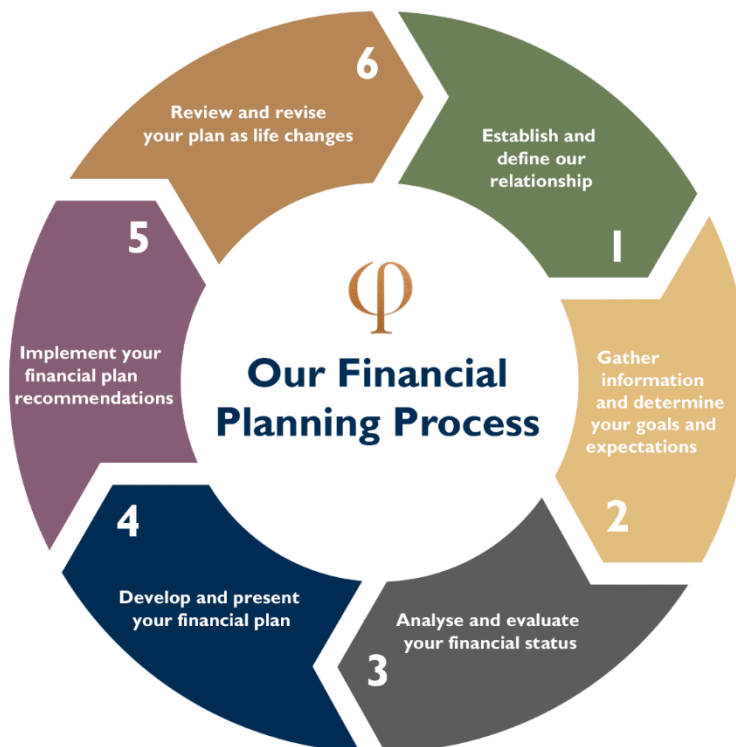 φ
Our Financial
Planning Process
1
Establish and
define our
relationship
2
Gather
information
and determine
your goals and
expectations
3
Analyse and evaluate
your financial status
4
Develop and present
your financial plan
5
Implement your
financial plan
recommendations
6
Review and revise
your plan as life changes